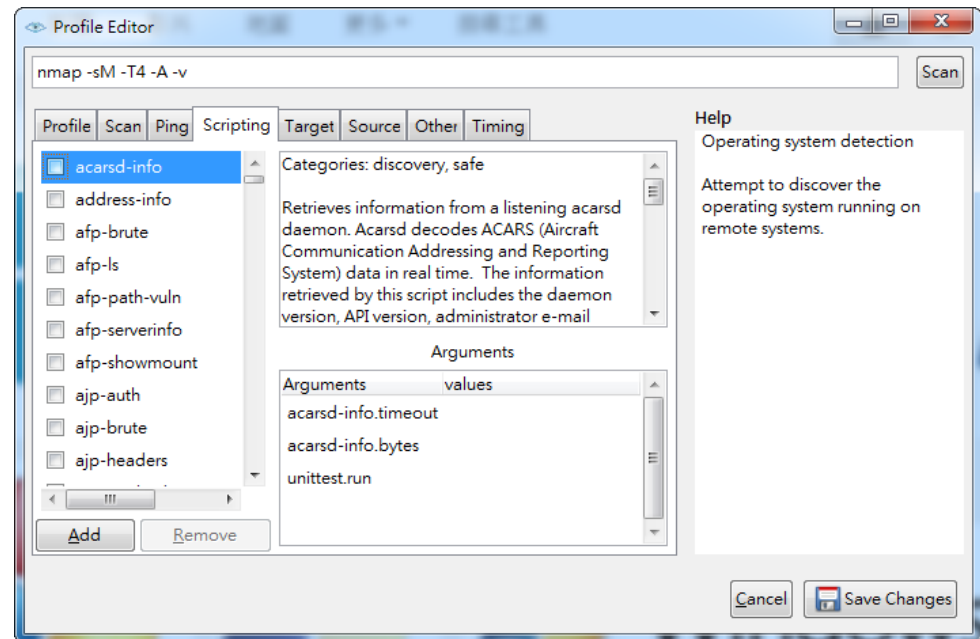 Profile Editor
nmap -sM -T4 -A -v
Scan
Profile Scan Ping Scripting Target Source Other Timing
acarsd-info
address-info
afp-brute
afp-ls
afp-path-vuln
afp-serverinfo
afp-showmount
ajp-auth
ajp-brute
ajp-headers
Add
Remove
Categories: discovery, safe
Retrieves information from a listening acarsd
daemon. Acarsd decodes ACARS (Aircraft
Communication Addressing and Reporting
System) data in real time. The information
retrieved by this script includes the daemon
version, API version, administrator e-mail
Arguments
Arguments values
acarsd-info.timeout
acarsd-info.bytes
unittest.run
Help
Operating system detection
Attempt to discover the
operating system running on
remote systems.
Cancel
Save Changes